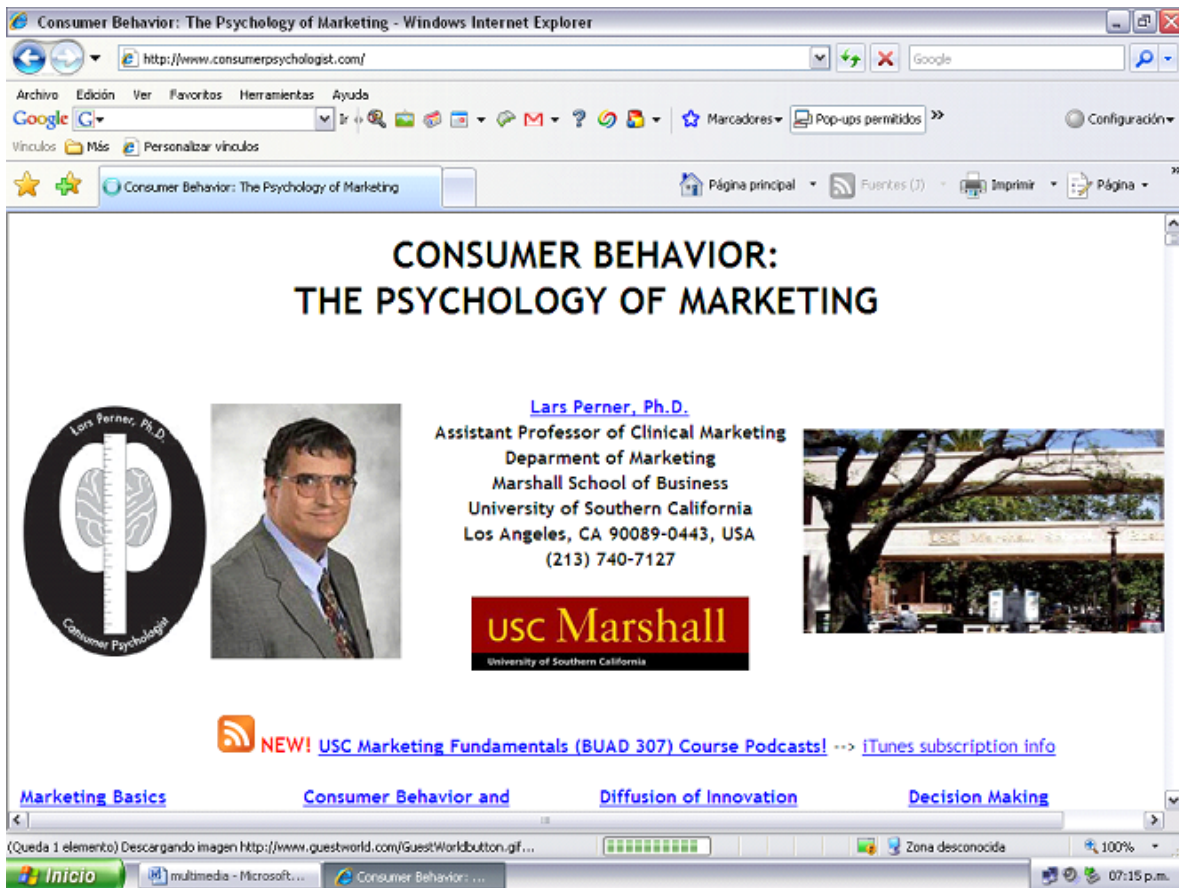 Consumer Behavior: The Psychology of Marketing - Windows Internet Explorer
http://www.consumerpsychologist.com/
Google
Archivo Edición Ver Favoritos Herramientas Ayuda
Google G Ir Marcadores Pop-ups permitidos » Configuración
Vínculos Más Personalizar vínculos
Consumer Behavior: The Psychology of Marketing Página principal Fuentes (J) Imprimir Página »
CONSUMER BEHAVIOR:
THE PSYCHOLOGY OF MARKETING
Lars Perner, Ph.D.
Consumer Psychologist
Lars Perner, Ph.D.
Assistant Professor of Clinical Marketing
Deparment of Marketing
Marshall School of Business
University of Southern California
Los Angeles, CA 90089-0443, USA
(213) 740-7127
USC Marshall
University of Southern California
USC Marshall
NEW! USC Marketing Fundamentals (BUAD 307) Course Podcasts! --> iTunes subscription info
Marketing Basics Consumer Behavior and Diffusion of Innovation Decision Making
(Queda 1 elemento) Descargando imagen http://www.guestworld.com/GuestWorldbutton.gif... Zona desconocida 100%
Inicio multimedia - Microsoft... Consumer Behavior: ... 07:15 p.m.